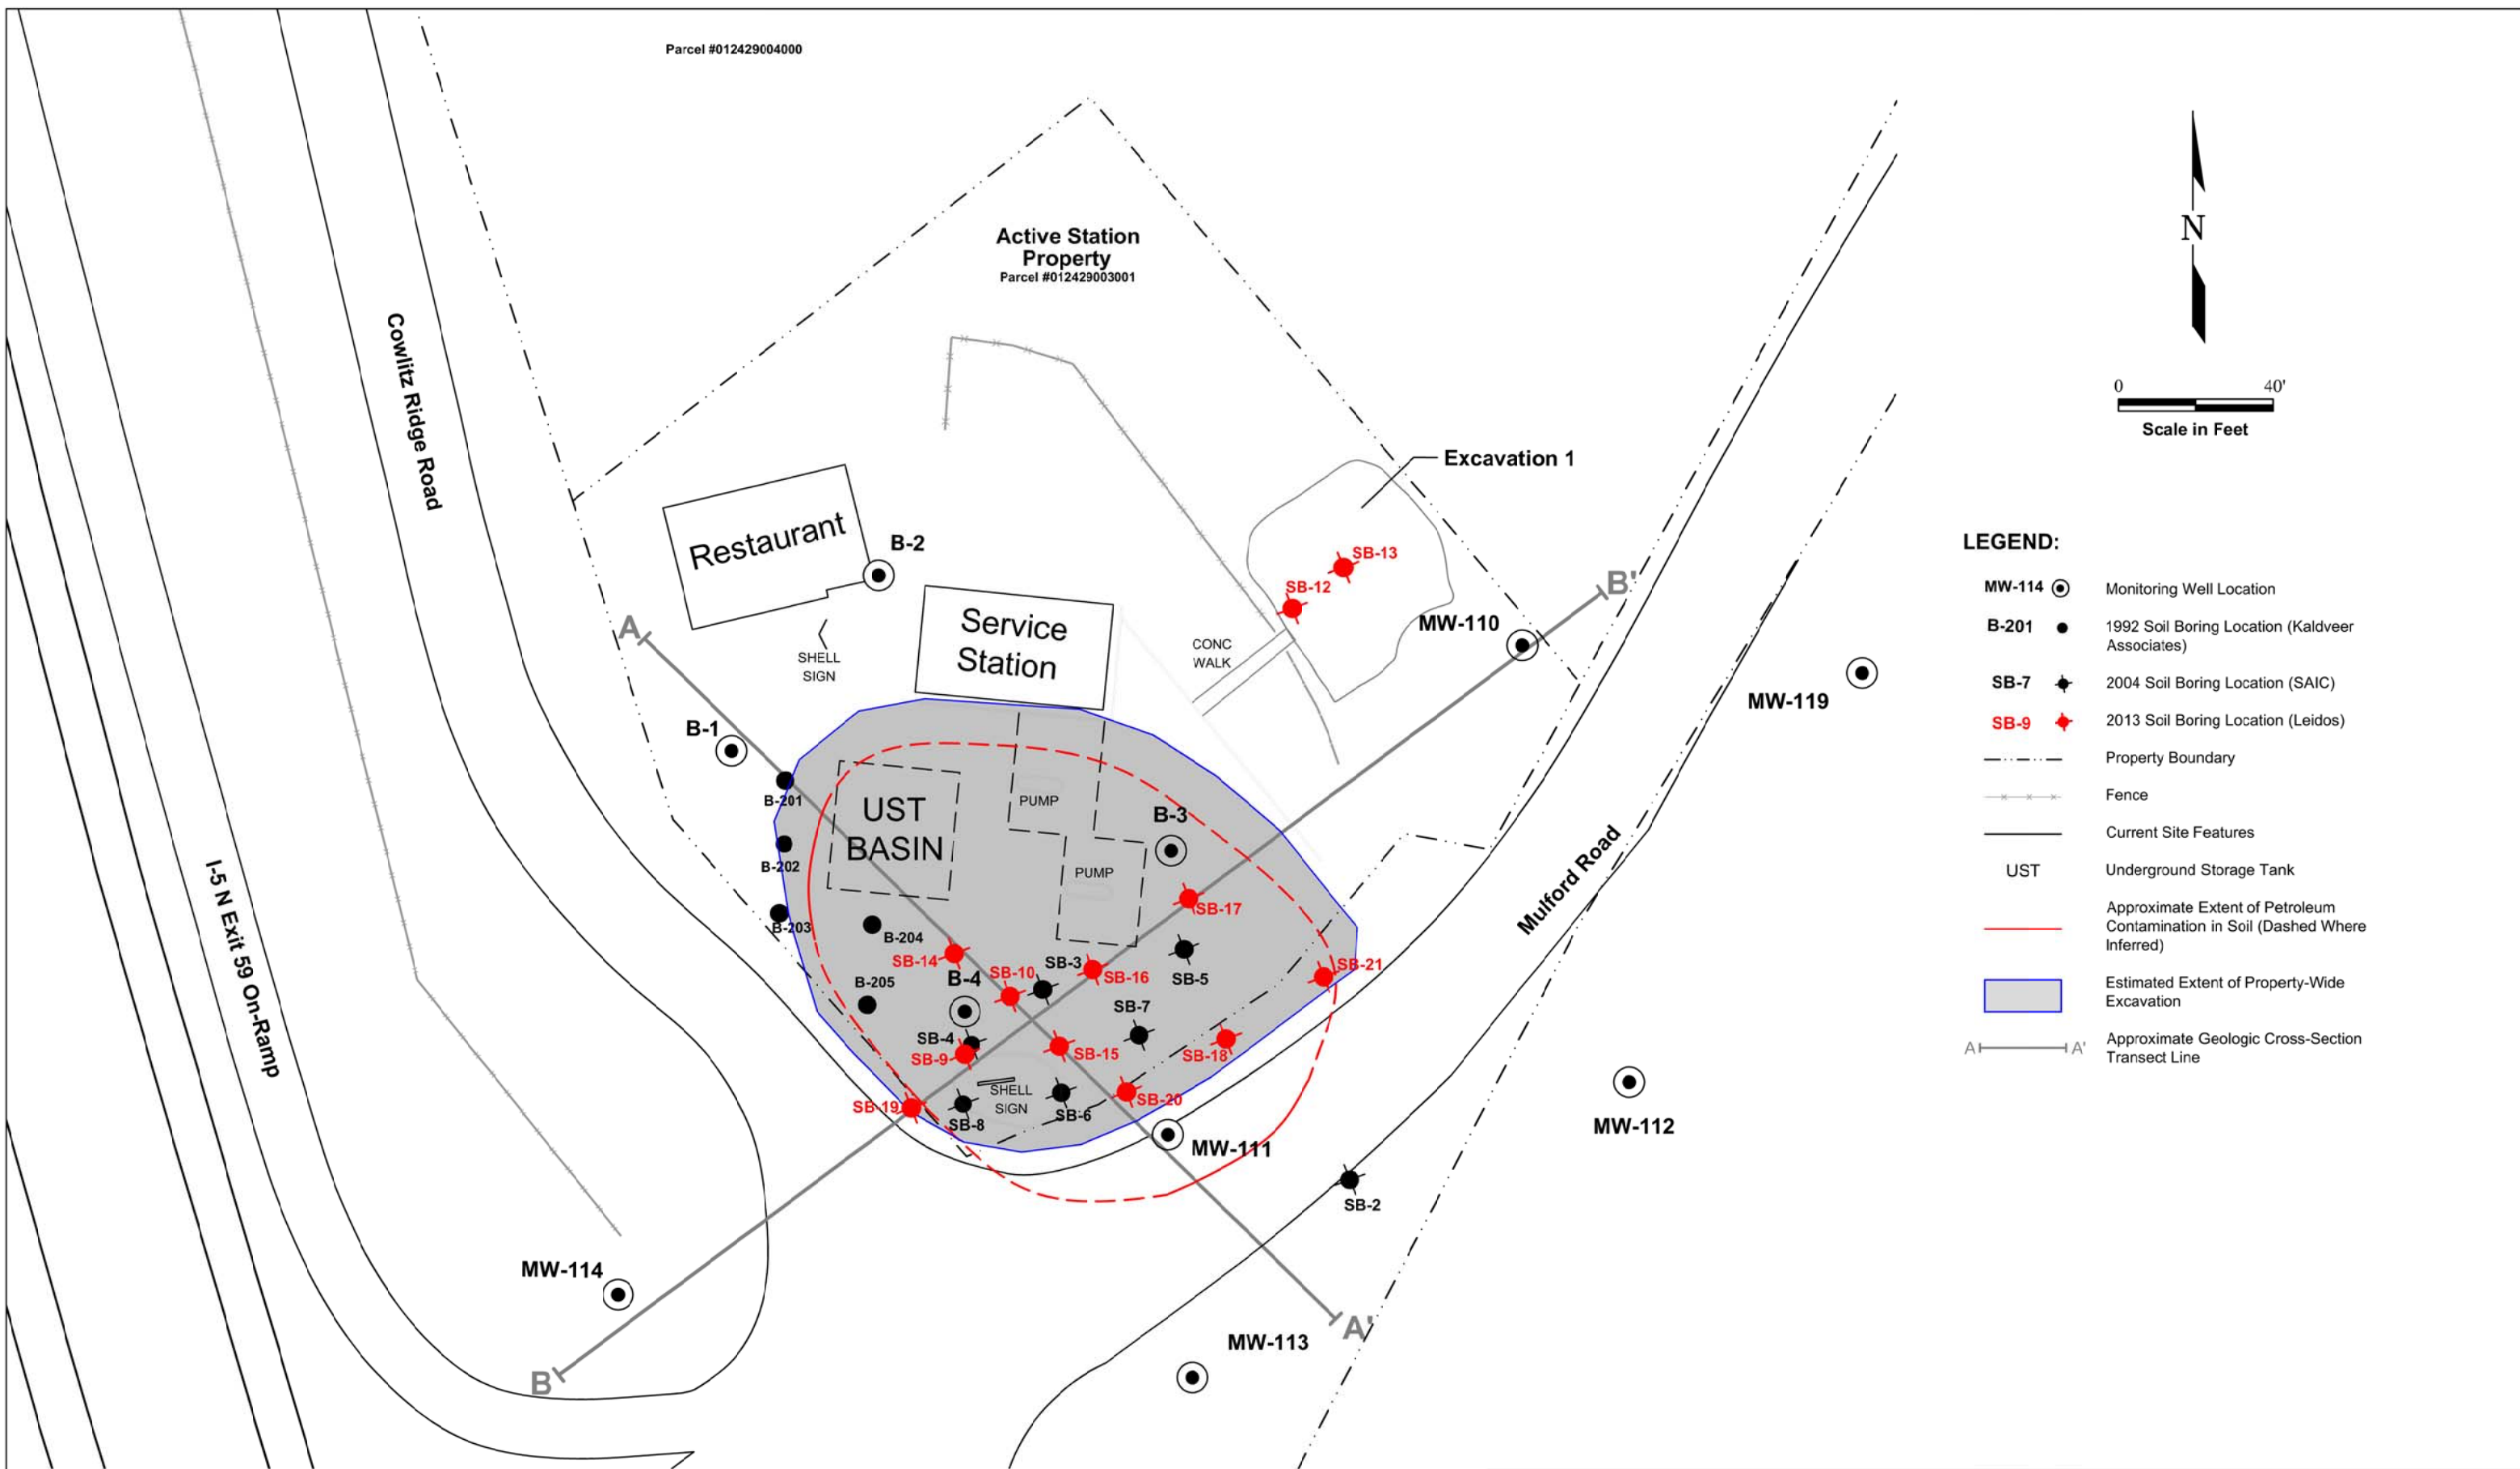 Parcel #012429004000
Active Station
Property
Parcel #012429003001
N
0 40'
Scale in Feet
Cowlitz Ridge Road
I-5 N Exit 59 On-Ramp
Mulford Road
Excavation 1
SB-13
SB-12
Restaurant
B-2
Service
Station
SHELL
SIGN
CONC
WALK
MW-110
B'
A
MW-119
B-1
B-201
UST
BASIN
PUMP
B-3
B-202
PUMP
B-203
SB-17
B-204
SB-14
SB-10
SB-3
SB-16
SB-5
SB-21
B-205
B-4
SB-7
SB-4
SB-9
SB-15
SB-18
SHELL
SIGN
SB-19
SB-8
SB-6
SB-20
MW-111
MW-112
SB-2
MW-114
MW-113
A'
B
LEGEND:
MW-114 Monitoring Well Location
B-201 1992 Soil Boring Location (Kaldveer
Associates)
SB-7 2004 Soil Boring Location (SAIC)
SB-9 2013 Soil Boring Location (Leidos)
Property Boundary
Fence
Current Site Features
UST Underground Storage Tank
Approximate Extent of Petroleum
Contamination in Soil (Dashed Where
Inferred)
Estimated Extent of Property-Wide
Excavation
A A' Approximate Geologic Cross-Section
Transect Line